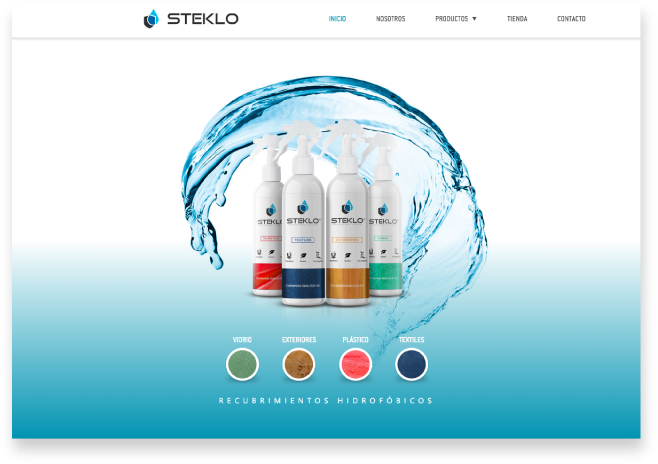 STEKLO
INICIO NOSOTROS PRODUCTOS ▼ TIENDA CONTACTO
STEKLO STEKLO STEKLO STEKLO
TEXTILES
VIDRIO EXTERIORES PLÁSTICO TEXTILES
RECUBRIMIENTOS HIDROFÓBICOS